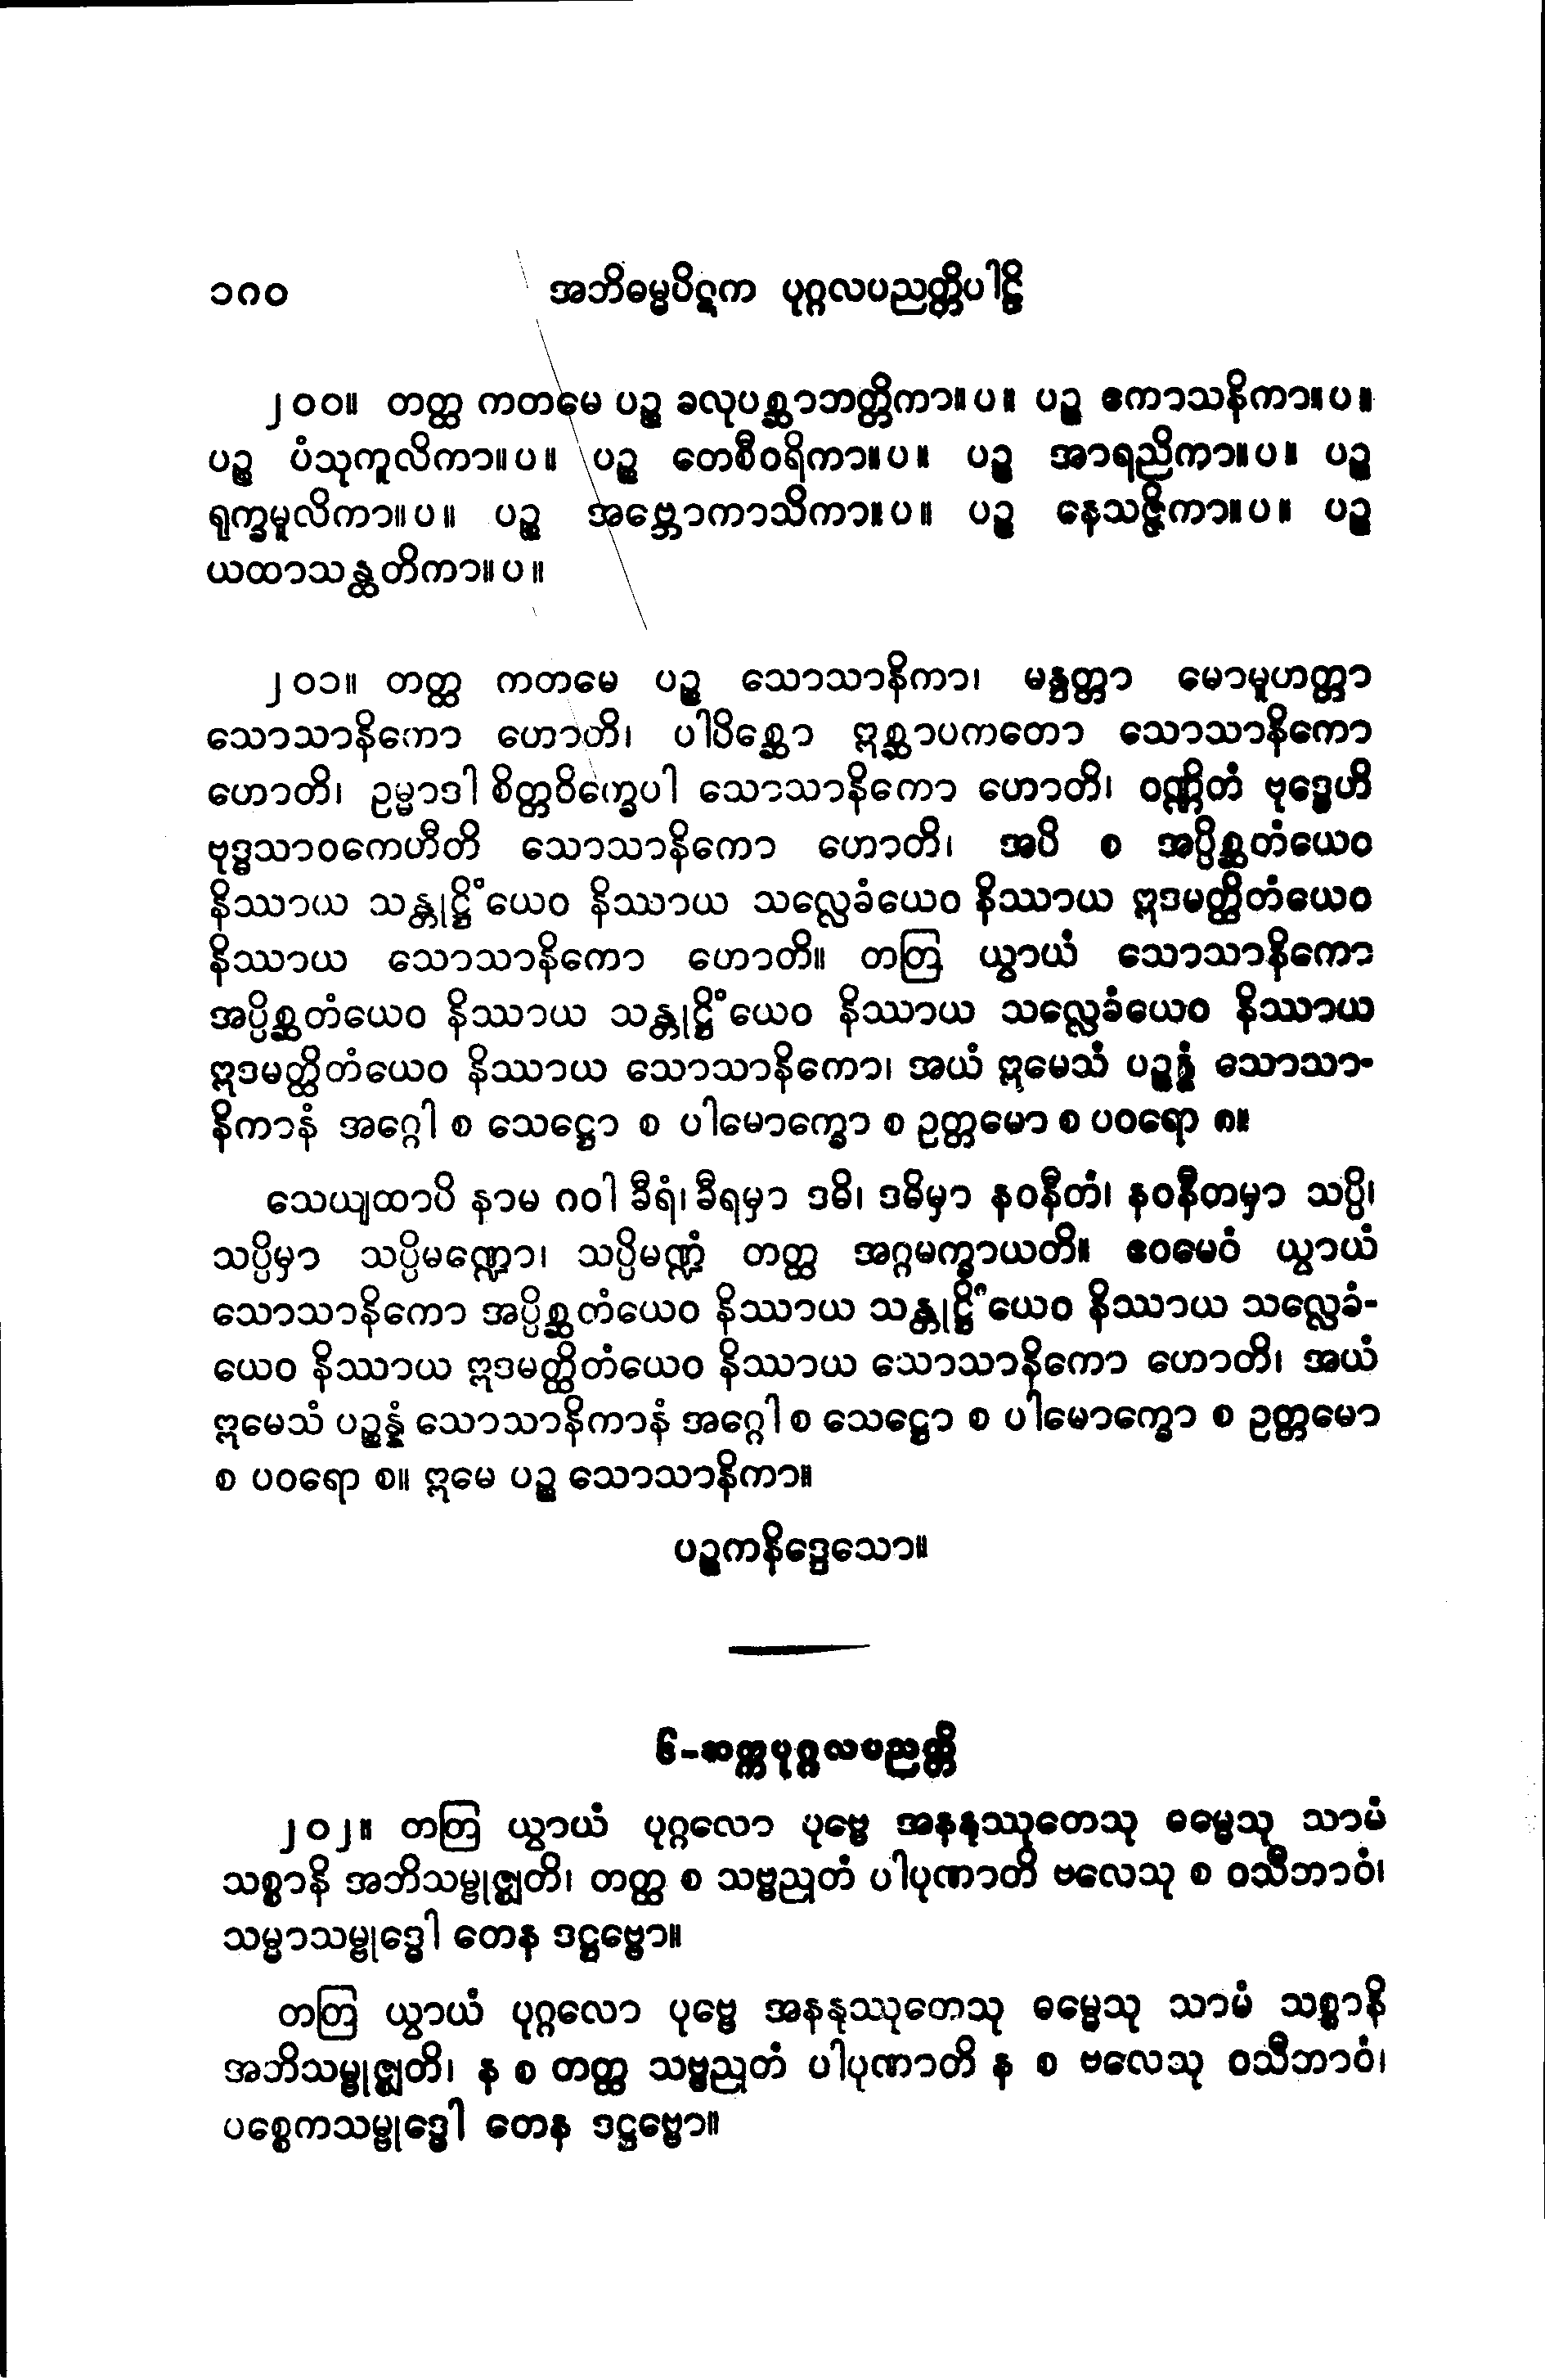 ၁၈၀ အဘိဓမ္မပိဋက ပုဂ္ဂလပညတ္တိပါဠိ
၂၀၀။ တတ္ထ ကတမေ ပဉ္စ ခလုပစ္ဆာဘတ္တိကာ။ပ။ ပဉ္စ ဧကာသနိကာ။ပ။
ပဉ္စ ပံသုကူလိကာ။ပ။ ပဉ္စ တေစီဝရိကာ။ပ။ ပဉ္စ အာရညိကာ။ပ။ ပဉ္စ
ရုက္ခမူလိကာ။ပ။ ပဉ္စ အဗ္ဘောကာသိကာ။ပ။ ပဉ္စ နေသဇ္ဇိကာ။ပ။ ပဉ္စ
ယထာသန္ထတိကာ။ပ။
၂၀၁။ တတ္ထ ကတမေ ပဉ္စ သောသာနိကာ၊ မန္ဒတ္တာ မောမူဟတ္တာ
သောသာနိကော ဟောတိ၊ ပါပိစ္ဆော ဣစ္ဆာပကတော သောသာနိကော
ဟောတိ၊ ဥမ္မာဒါ စိတ္တဝိက္ခေပါ သောသာနိကော ဟောတိ၊ ဝဏ္ဏိတံ ဗုဒ္ဓေဟိ
ဗုဒ္ဓသာဝကေဟီတိ သောသာနိကော ဟောတိ၊ အပိ စ အပ္ပိစ္ဆတံယေဝ
နိဿာယ သန္တုဋ္ဌိံယေဝ နိဿာယ သလ္လေခံယေဝ နိဿာယ ဣဒမတ္ထိတံယေဝ
နိဿာယ သောသာနိကော ဟောတိ။ တတြ ယွာယံ သောသာနိကော
အပ္ပိစ္ဆတံယေဝ နိဿာယ သန္တုဋ္ဌိံယေဝ နိဿာယ သလ္လေခံယေဝ နိဿာယ
ဣဒမတ္ထိတံယေဝ နိဿာယ သောသာနိကော၊ အယံ ဣမေသံ ပဉ္စန္နံ သောသာ-
နိကာနံ အဂ္ဂေါ စ သေဋ္ဌော စ ပါမောက္ခော စ ဥတ္တမော စ ပဝရော စ။
သေယျထာပိ နာမ ဂဝါ ခီရံ၊ ခီရမှာ ဒဓိ၊ ဒဓိမှာ နဝနီတံ၊ နဝနီတမှာ သပ္ပိ၊
သပ္ပိမှာ သပ္ပိမဏ္ဍော၊ သပ္ပိမဏ္ဍံ တတ္ထ အဂ္ဂမက္ခာယတိ။ ဧဝမေဝံ ယွာယံ
သောသာနိကော အပ္ပိစ္ဆတံယေဝ နိဿာယ သန္တုဋ္ဌိံယေဝ နိဿာယ သလ္လေခံ-
ယေဝ နိဿာယ ဣဒမတ္ထိတံယေဝ နိဿာယ သောသာနိကော ဟောတိ၊ အယံ
ဣမေသံ ပဉ္စန္နံ သောသာနိကာနံ အဂ္ဂေါ စ သေဋ္ဌော စ ပါမောက္ခော စ ဥတ္တမော
စ ပဝရော စ။ ဣမေ ပဉ္စ သောသာနိကာ။
ပဉ္စကနိဒ္ဒေသော။
၆-ဆက္ကပုဂ္ဂလပညတ္တိ
၂၀၂။ တတြ ယွာယံ ပုဂ္ဂလော ပုဗ္ဗေ အနနုဿုတေသု ဓမ္မေသု သာမံ
သစ္စာနိ အဘိသမ္ဗုဇ္ဈတိ၊ တတ္ထ စ သဗ္ဗညုတံ ပါပုဏာတိ ဗလေသု စ ဝသီဘာဝံ၊
သမ္မာသမ္ဗုဒ္ဓေါ တေန ဒဋ္ဌဗ္ဗော။
တတြ ယွာယံ ပုဂ္ဂလော ပုဗ္ဗေ အနနုဿုတေသု ဓမ္မေသု သာမံ သစ္စာနိ
အဘိသမ္ဗုဇ္ဈတိ၊ န စ တတ္ထ သဗ္ဗညုတံ ပါပုဏာတိ န စ ဗလေသု ဝသီဘာဝံ၊
ပစ္စေကသမ္ဗုဒ္ဓေါ တေန ဒဋ္ဌဗ္ဗော။